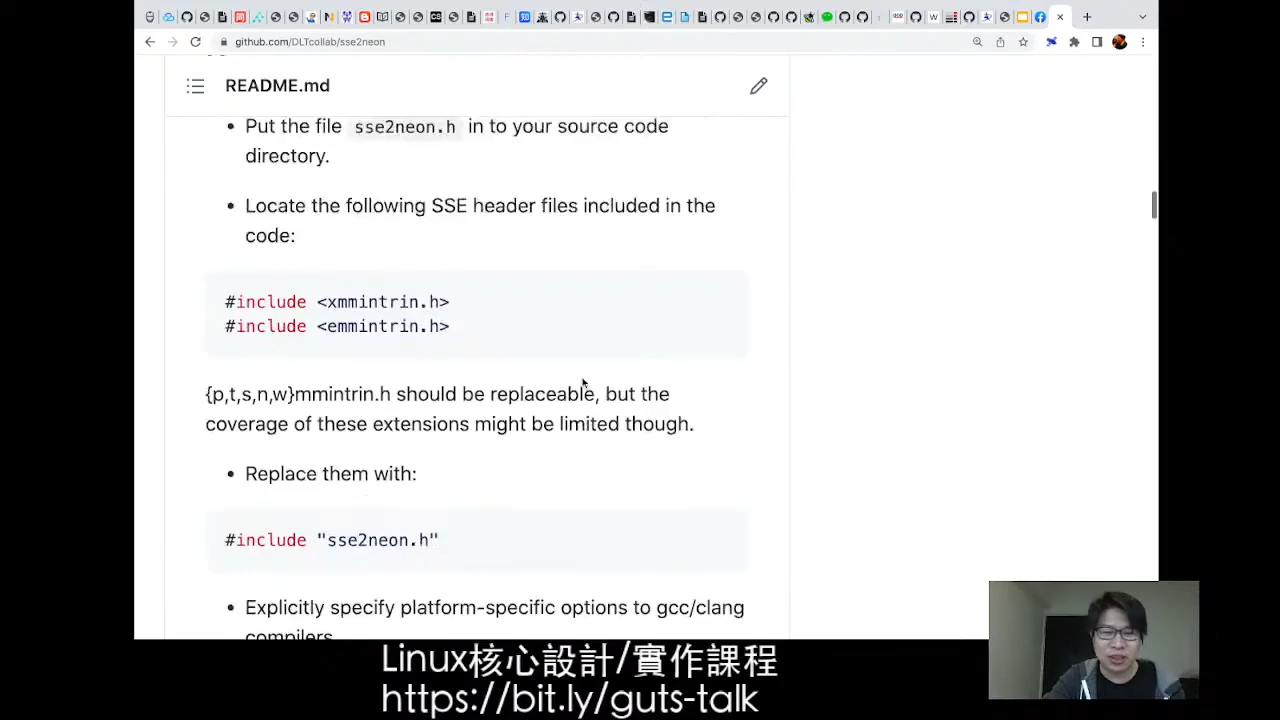 github.com/DLTcollab/sse2neon
README.md
• Put the file sse2neon.h in to your source code
directory.
• Locate the following SSE header files included in the
code:
#include <xmmintrin.h>
#include <emmintrin.h>
{p,t,s,n,w}mmintrin.h should be replaceable, but the
coverage of these extensions might be limited though.
• Replace them with:
#include "sse2neon.h"
• Explicitly specify platform-specific options to gcc/clang
compilers
Linux核心設計/實作課程
https://bit.ly/guts-talk